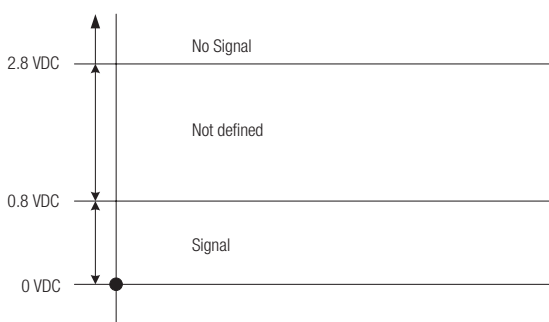 No Signal
2.8 VDC
Not defined
0.8 VDC
Signal
0 VDC